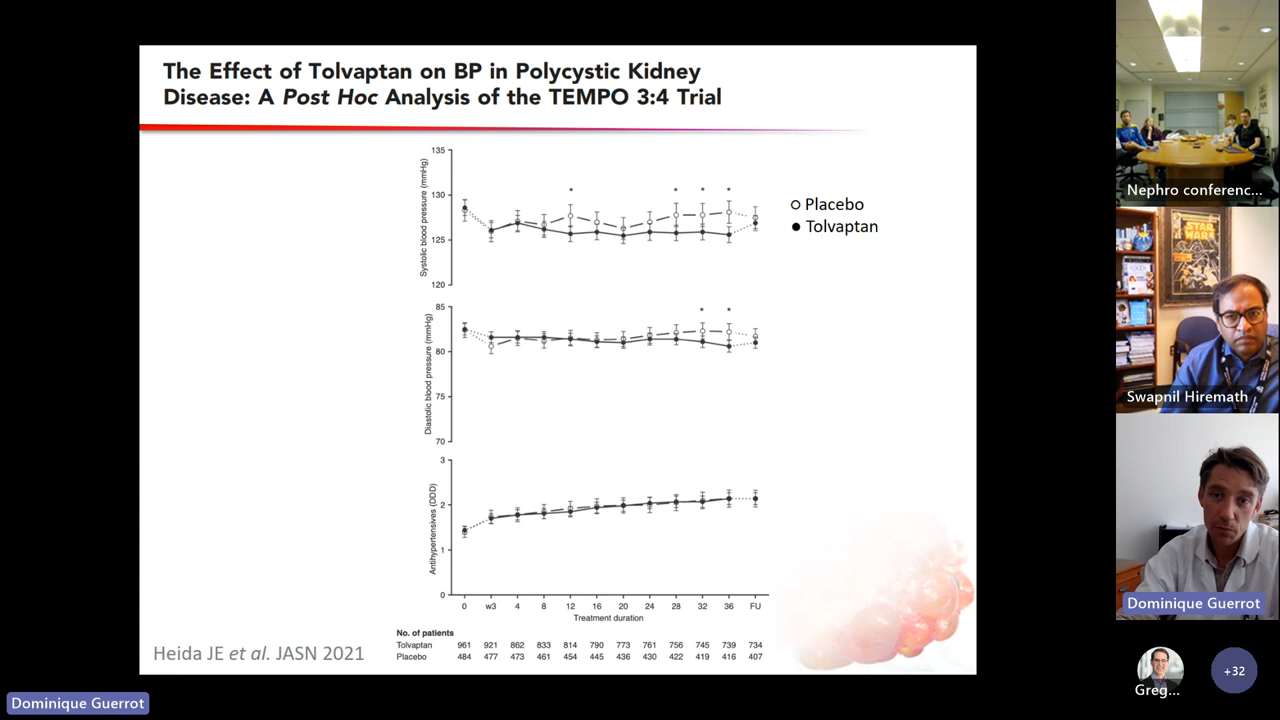 The Effect of Tolvaptan on BP in Polycystic Kidney
Disease: A Post Hoc Analysis of the TEMPO 3:4 Trial
135
130
125
120
Systolic blood pressure (mmHg)
* * * *
Placebo
Tolvaptan
85
80
75
70
Diastolic blood pressure (mmHg)
* *
3
2
1
0
Antihypertensives (DDD)
0 w3 4 8 12 16 20 24 28 32 36 FU
Treatment duration
No. of patients
Tolvaptan 961 921 862 833 814 790 773 761 756 745 739 734
Placebo 484 477 473 461 454 445 436 430 422 419 416 407
Heida JE et al. JASN 2021
Dominique Guerrot
Nephro conferenc...
STAR
WARS
Swapnil Hiremath
Dominique Guerrot
Greg...
+32